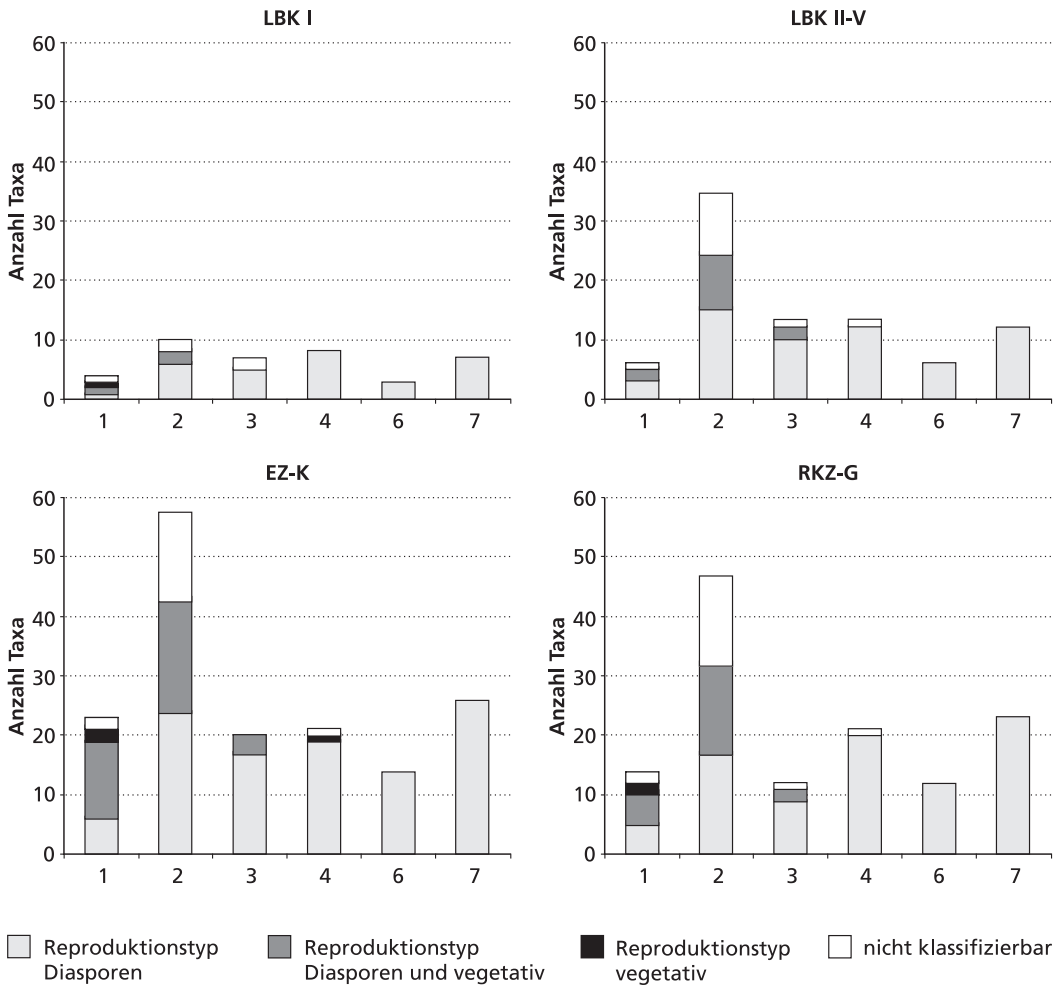 LBK I
60
50
40
30
20
10
0
Anzahl Taxa
1 2 3 4 6 7
LBK II-V
60
50
40
30
20
10
0
Anzahl Taxa
1 2 3 4 6 7
EZ-K
60
50
40
30
20
10
0
Anzahl Taxa
1 2 3 4 6 7
RKZ-G
60
50
40
30
20
10
0
Anzahl Taxa
1 2 3 4 6 7
Reproduktionstyp
Diasporen
Reproduktionstyp
Diasporen und vegetativ
Reproduktionstyp
vegetativ
nicht klassifizierbar